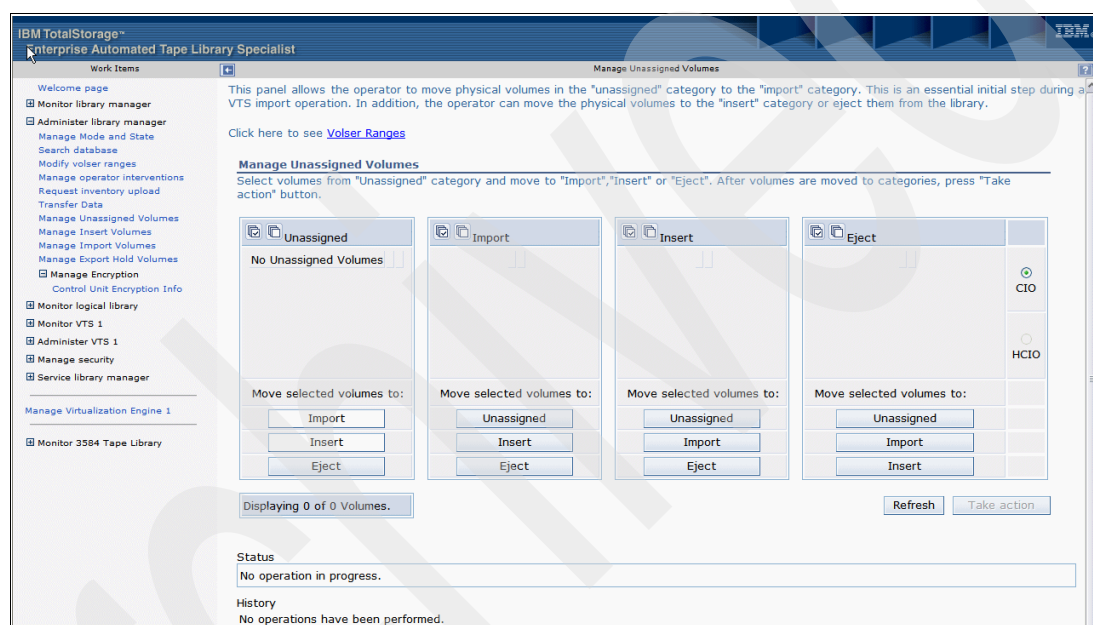 IBM TotalStorage™
Enterprise Automated Tape Library Specialist
IBM
Work Items
Manage Unassigned Volumes
?
Welcome page
Monitor library manager
Administer library manager
Manage Mode and State
Search database
Modify volser ranges
Manage operator interventions
Request inventory upload
Transfer Data
Manage Unassigned Volumes
Manage Insert Volumes
Manage Import Volumes
Manage Export Hold Volumes
Manage Encryption
Control Unit Encryption Info
Monitor logical library
Monitor VTS 1
Administer VTS 1
Manage security
Service library manager
Manage Virtualization Engine 1
Monitor 3584 Tape Library
This panel allows the operator to move physical volumes in the "unassigned" category to the "import" category. This is an essential initial step during a
VTS import operation. In addition, the operator can move the physical volumes to the "insert" category or eject them from the library.
Click here to see Volser Ranges
Manage Unassigned Volumes
Select volumes from "Unassigned" category and move to "Import","Insert" or "Eject". After volumes are moved to categories, press "Take
action" button.
Unassigned
Import
Insert
Eject
No Unassigned Volumes
CIO
HCIO
Move selected volumes to:
Move selected volumes to:
Move selected volumes to:
Move selected volumes to:
Import
Unassigned
Unassigned
Unassigned
Insert
Insert
Import
Import
Eject
Eject
Eject
Insert
Displaying 0 of 0 Volumes.
Refresh
Take action
Status
No operation in progress.
History
No operations have been performed.